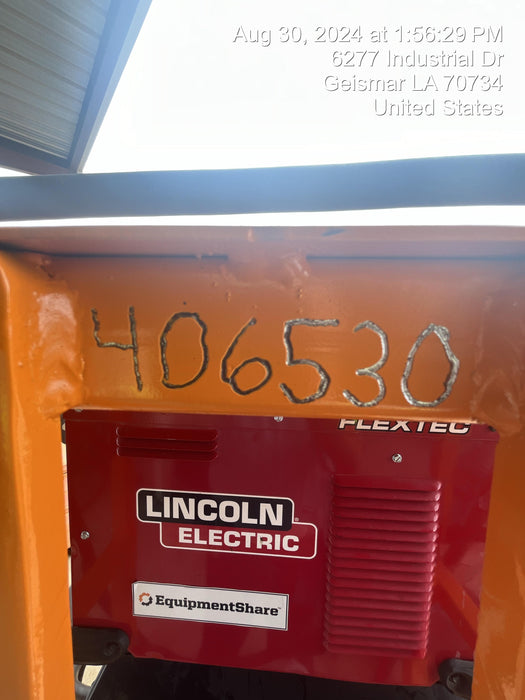 Aug 30, 2024 at 1:56:29 PM
6277 Industrial Dr
Geismar LA 70734
United States
406530
FLEXTEC
LINCOLN
ELECTRIC
EquipmentShare